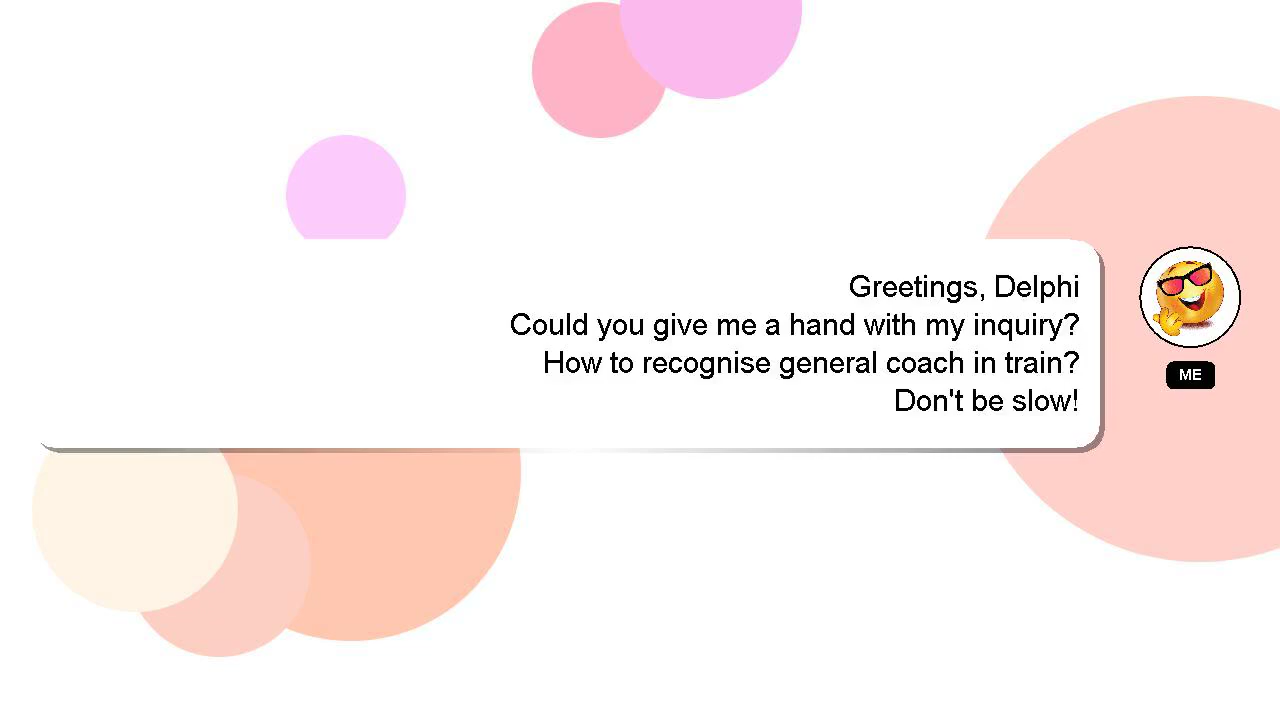 Greetings, Delphi
Could you give me a hand with my inquiry?
How to recognise general coach in train?
Don't be slow!
ME